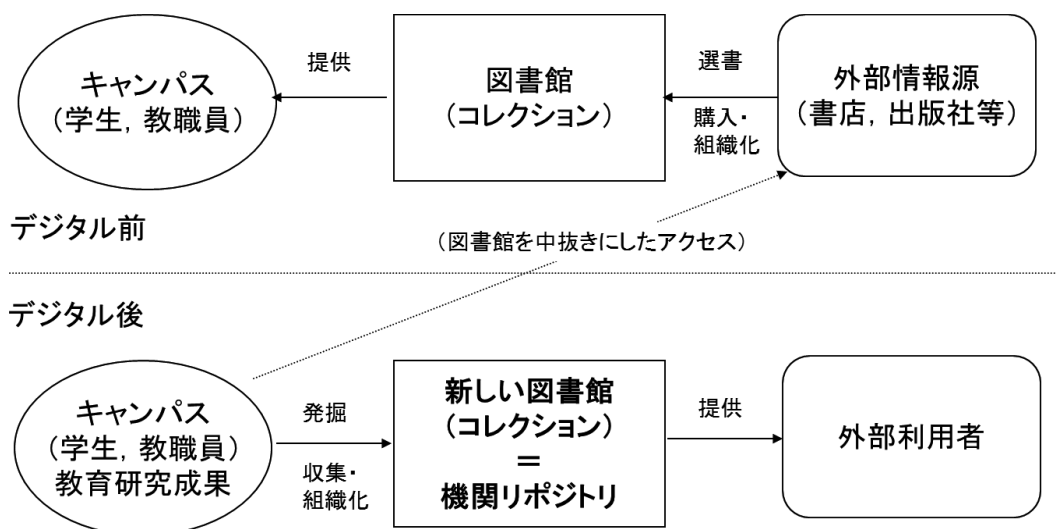 キャンパス
（学生，教職員）
提供
図書館
（コレクション）
選書
購入・
組織化
外部情報源
（書店，出版社等）
デジタル前
（図書館を中抜きにしたアクセス）
デジタル後
キャンパス
（学生，教職員）
教育研究成果
発掘
収集・
組織化
新しい図書館
（コレクション）
＝
機関リポジトリ
提供
外部利用者